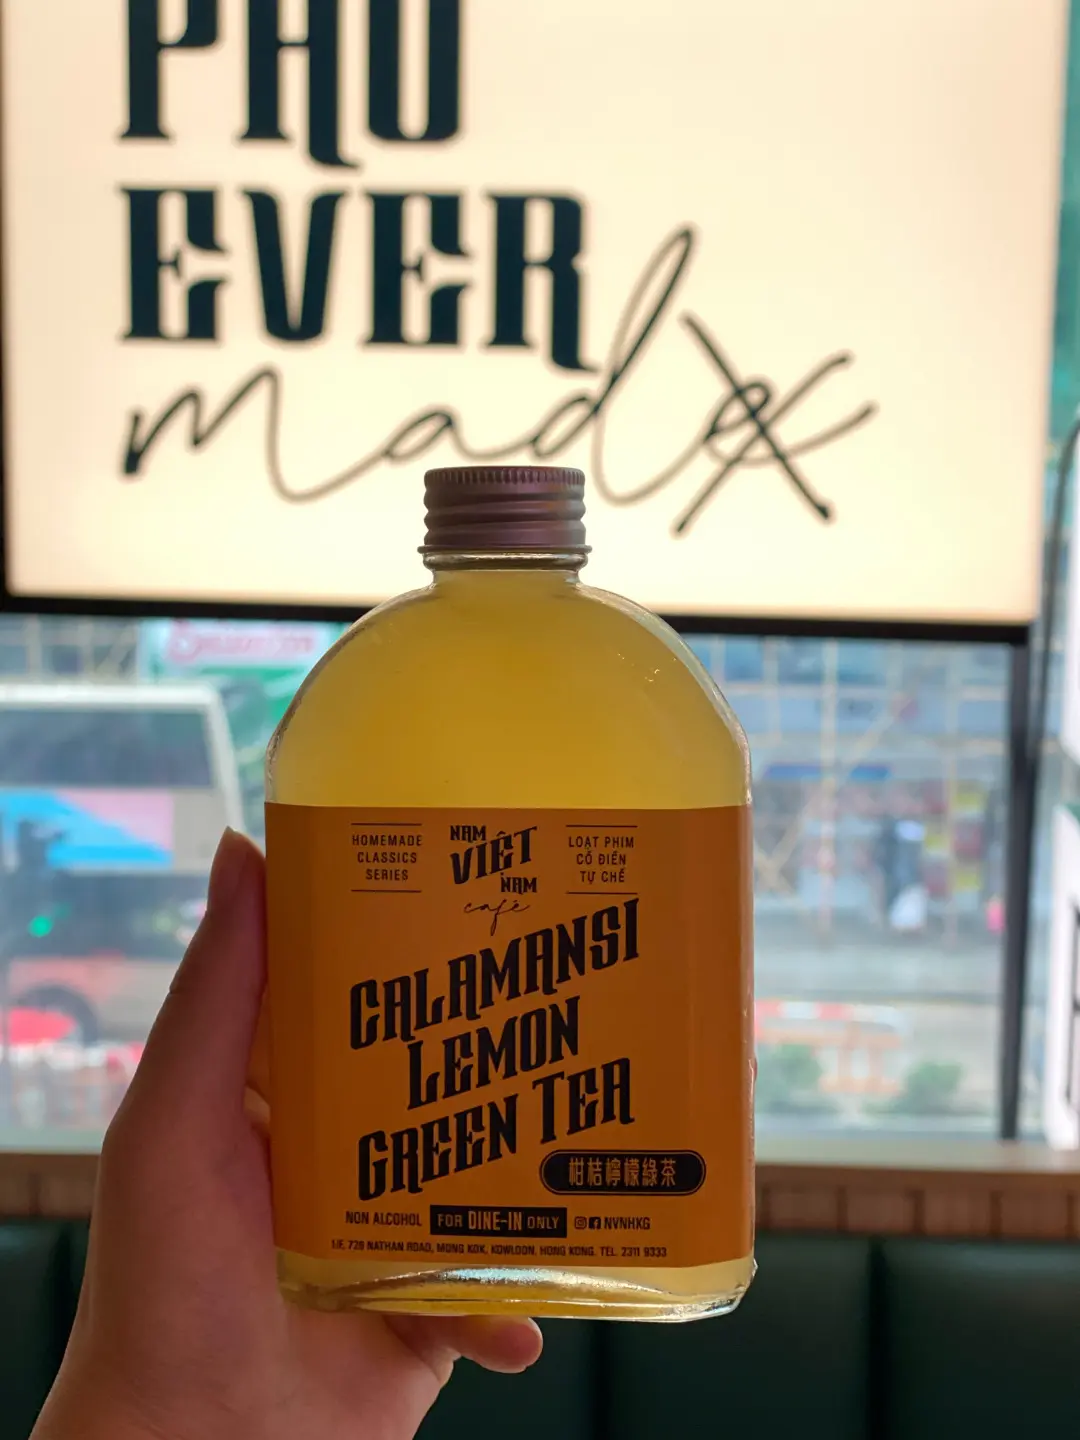 PHO
EVER
made
HOMEMADE
CLASSICS
SERIES
NAM
VIỆT
NAM
café
LOẠT PHIM
CỔ ĐIỂN
TỰ CHẾ
CALAMANSI
LEMON
GREEN TEA
柑桔檸檬綠茶
NON ALCOHOL FOR DINE-IN ONLY NVNHKG
1/F, 726 NATHAN ROAD, MONG KOK, KOWLOON, HONG KONG. TEL. 2311 9333